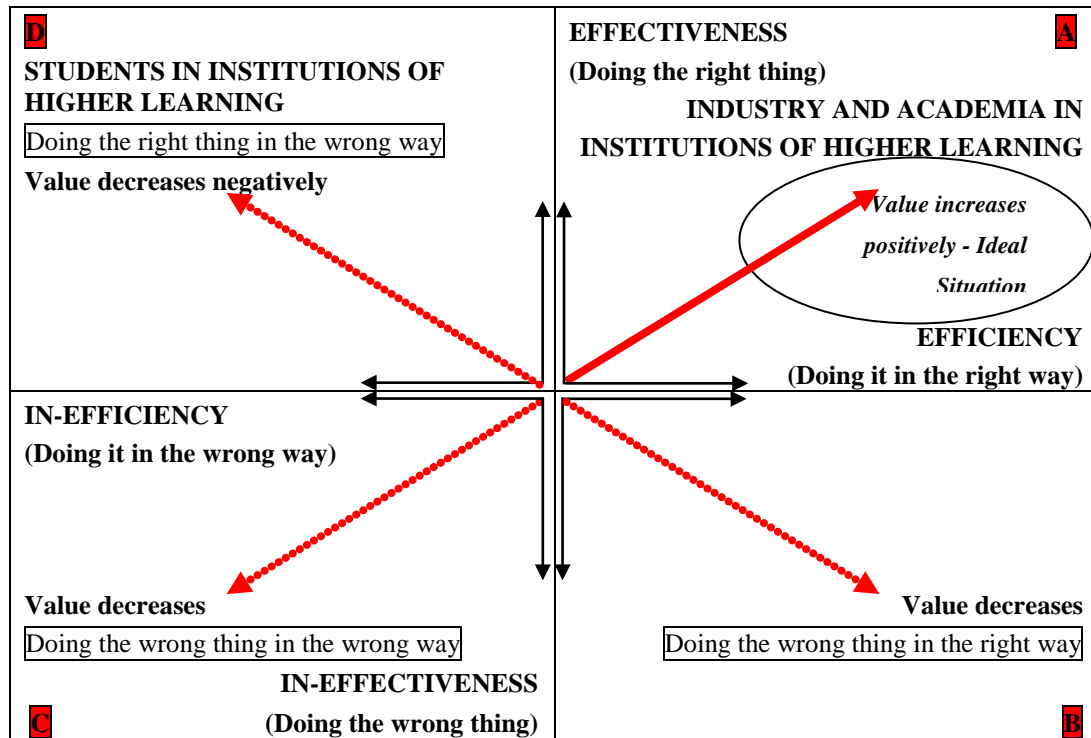 D
STUDENTS IN INSTITUTIONS OF
HIGHER LEARNING
Doing the right thing in the wrong way
Value decreases negatively
EFFECTIVENESS
A
(Doing the right thing)
INDUSTRY AND ACADEMIA IN
INSTITUTIONS OF HIGHER LEARNING
Value increases
positively - Ideal
Situation
EFFICIENCY
(Doing it in the right way)
IN-EFFICIENCY
(Doing it in the wrong way)
Value decreases
Doing the wrong thing in the wrong way
IN-EFFECTIVENESS
C
(Doing the wrong thing)
Value decreases
Doing the wrong thing in the right way
B